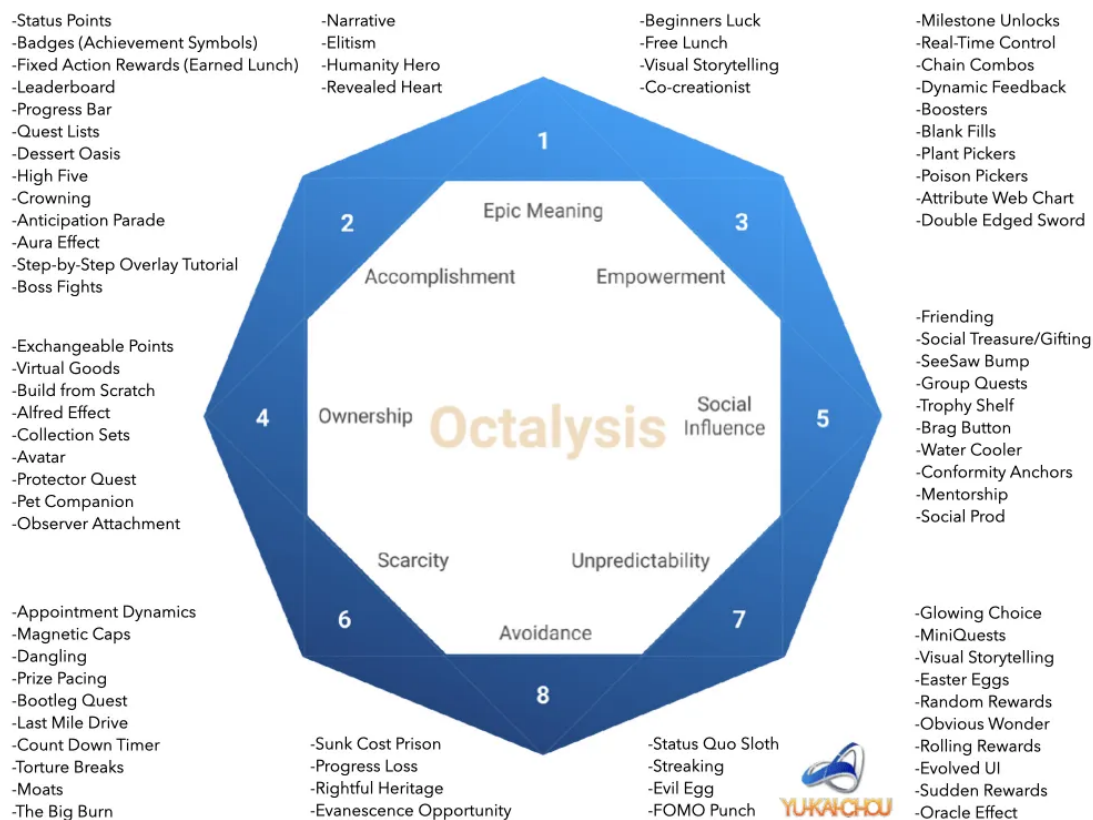 -Status Points
-Badges (Achievement Symbols)
-Fixed Action Rewards (Earned Lunch)
-Leaderboard
-Progress Bar
-Quest Lists
-Dessert Oasis
-High Five
-Crowning
-Anticipation Parade
-Aura Effect
-Step-by-Step Overlay Tutorial
-Boss Fights
-Narrative
-Elitism
-Humanity Hero
-Revealed Heart
-Beginners Luck
-Free Lunch
-Visual Storytelling
-Co-creationist
-Milestone Unlocks
-Real-Time Control
-Chain Combos
-Dynamic Feedback
-Boosters
-Blank Fills
-Plant Pickers
-Poison Pickers
-Attribute Web Chart
-Double Edged Sword
1
Epic Meaning
2
Accomplishment
3
Empowerment
4
Ownership
Octalysis
Social
Influence
5
Scarcity
6
Unpredictability
7
Avoidance
8
-Exchangeable Points
-Virtual Goods
-Build from Scratch
-Alfred Effect
-Collection Sets
-Avatar
-Protector Quest
-Pet Companion
-Observer Attachment
-Friending
-Social Treasure/Gifting
-SeeSaw Bump
-Group Quests
-Trophy Shelf
-Brag Button
-Water Cooler
-Conformity Anchors
-Mentorship
-Social Prod
-Appointment Dynamics
-Magnetic Caps
-Dangling
-Prize Pacing
-Bootleg Quest
-Last Mile Drive
-Count Down Timer
-Torture Breaks
-Moats
-The Big Burn
-Sunk Cost Prison
-Progress Loss
-Rightful Heritage
-Evanescence Opportunity
-Status Quo Sloth
-Streaking
-Evil Egg
-FOMO Punch
YU-KAI-CHOU
-Glowing Choice
-MiniQuests
-Visual Storytelling
-Easter Eggs
-Random Rewards
-Obvious Wonder
-Rolling Rewards
-Evolved UI
-Sudden Rewards
-Oracle Effect